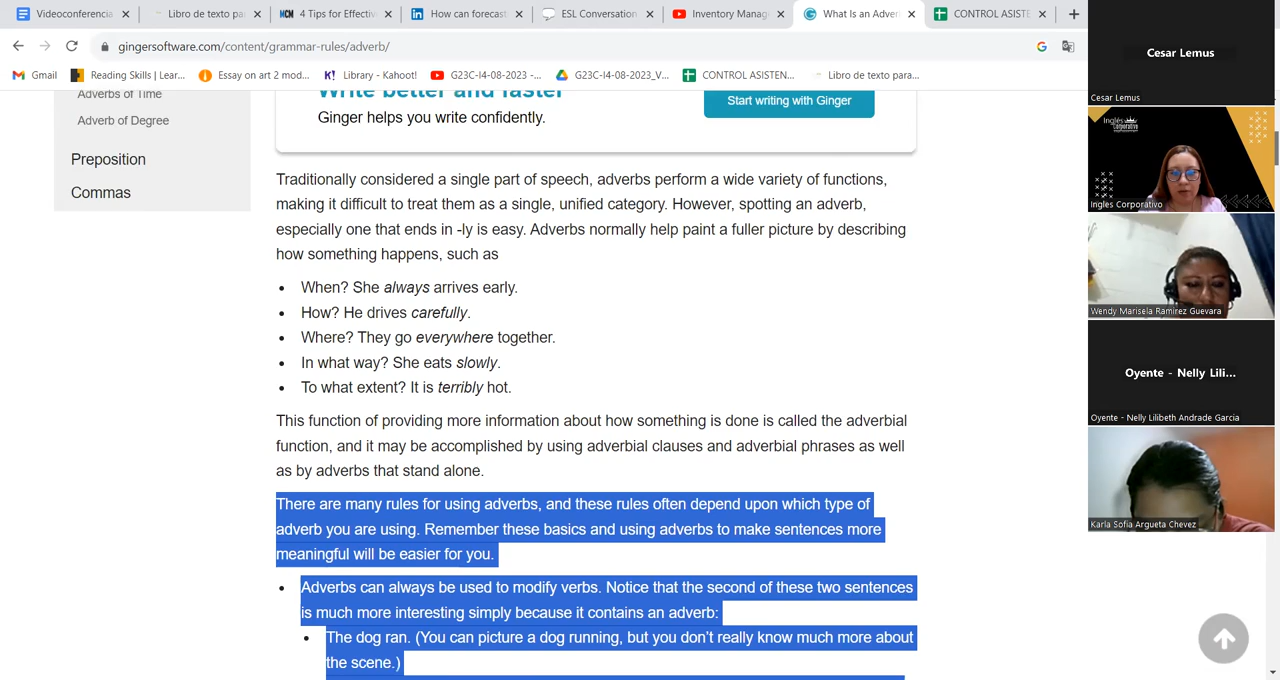 Videoconferencia
Libro de texto pa
4 Tips for Effectiv
How can forecast
ESL Conversation
Inventory Manag
What Is an Adver
CONTROL ASISTE
gingersoftware.com/content/grammar-rules/adverb/
Gmail
Reading Skills | Lear...
Essay on art 2 mod...
Library - Kahoot!
G23C-I4-08-2023 -...
G23C-I4-08-2023_V...
CONTROL ASISTEN...
Libro de texto para...
Adverbs of Time
Adverb of Degree
Preposition
Commas
Write better and faster
Ginger helps you write confidently.
Start writing with Ginger
Traditionally considered a single part of speech, adverbs perform a wide variety of functions,
making it difficult to treat them as a single, unified category. However, spotting an adverb,
especially one that ends in -ly is easy. Adverbs normally help paint a fuller picture by describing
how something happens, such as
When? She always arrives early.
How? He drives carefully.
Where? They go everywhere together.
In what way? She eats slowly.
To what extent? It is terribly hot.
This function of providing more information about how something is done is called the adverbial
function, and it may be accomplished by using adverbial clauses and adverbial phrases as well
as by adverbs that stand alone.
There are many rules for using adverbs, and these rules often depend upon which type of
adverb you are using. Remember these basics and using adverbs to make sentences more
meaningful will be easier for you.
Adverbs can always be used to modify verbs. Notice that the second of these two sentences
is much more interesting simply because it contains an adverb:
The dog ran. (You can picture a dog running, but you don't really know much more about
the scene.)
Cesar Lemus
Cesar Lemus
Inglés
Corporativo
Ingles Corporativo
Wendy Marisela Ramirez Guevara
Oyente - Nelly Lili...
Oyente - Nelly Lilibeth Andrade Garcia
Karla Sofia Argueta Chevez